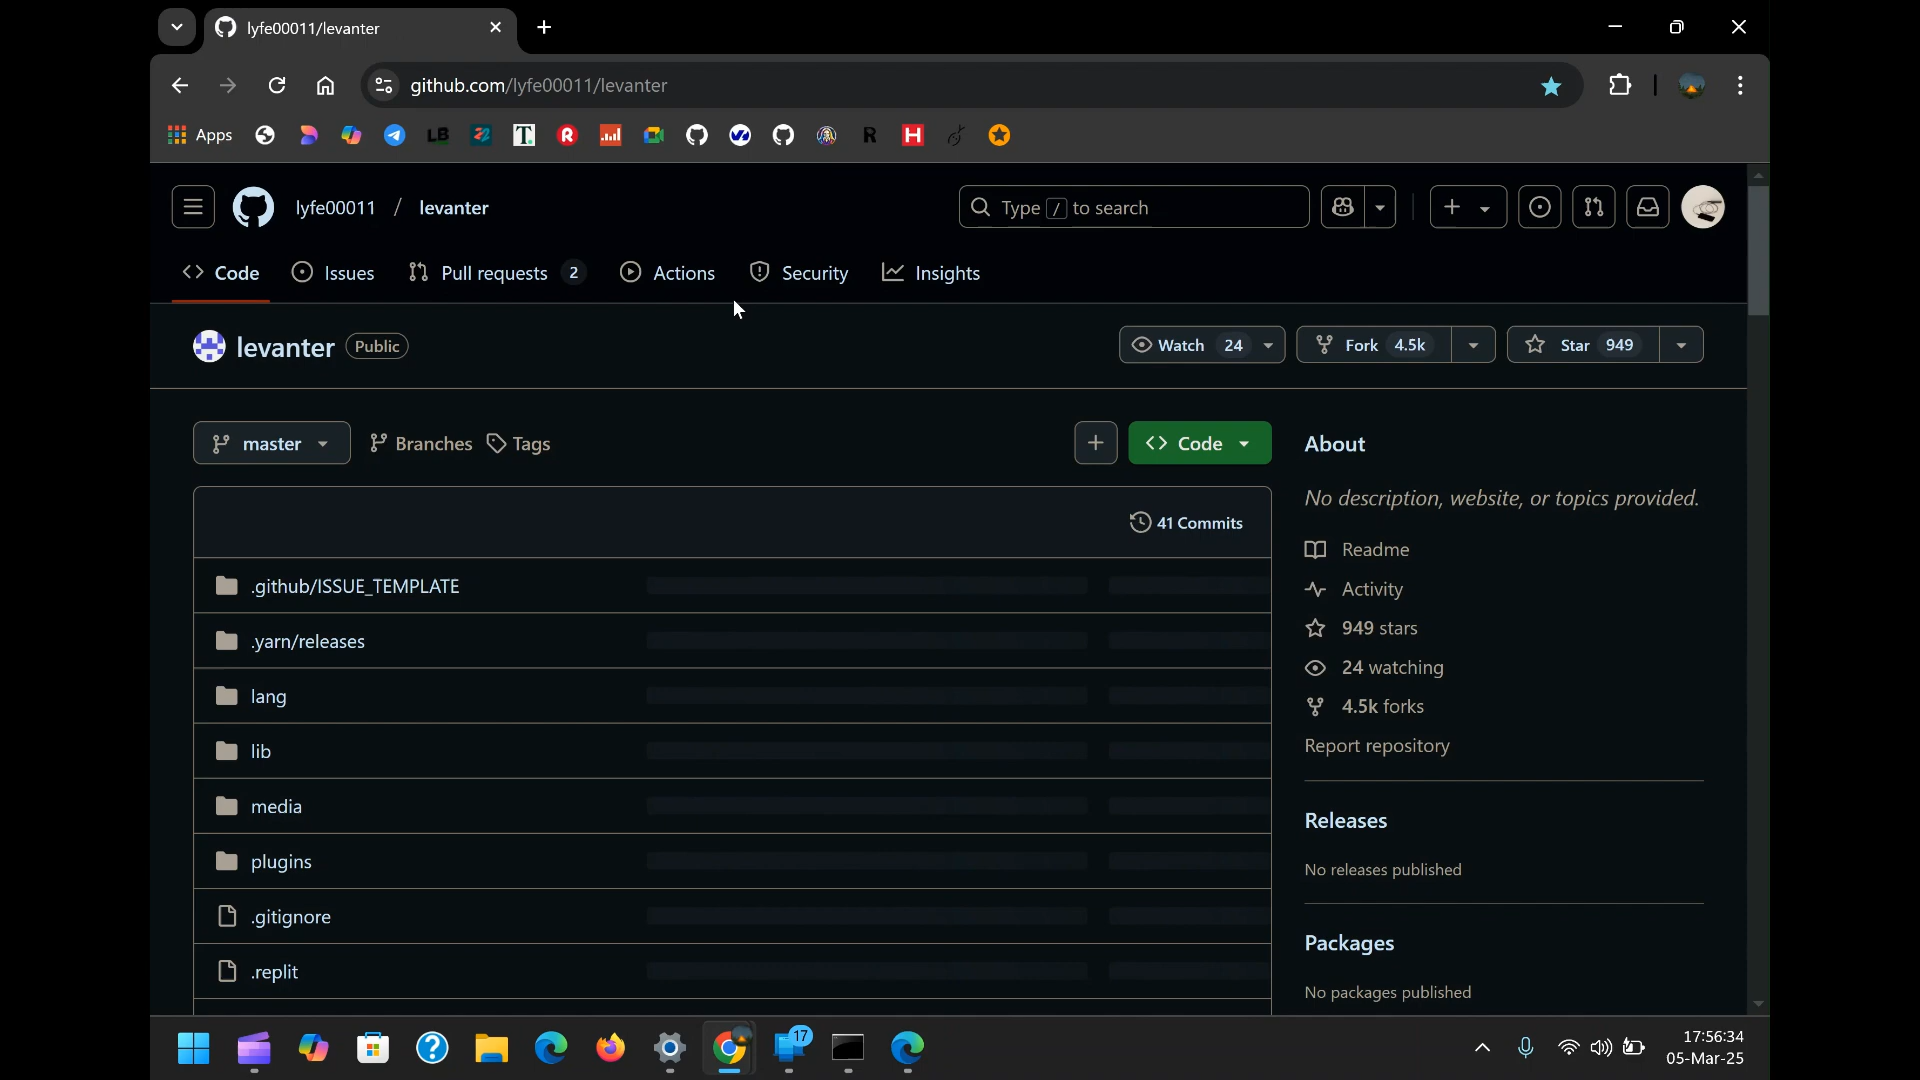 lyfe00011/levanter
github.com/lyfe00011/levanter
Apps
LB
T.
R
R
H
lyfe00011 / levanter
Type / to search
Code
Issues
Pull requests 2
Actions
Security
Insights
levanter Public
Watch 24
Fork 4.5k
Star 949
master
Branches
Tags
+
Code
About
41 Commits
No description, website, or topics provided.
.github/ISSUE_TEMPLATE
Readme
Activity
.yarn/releases
949 stars
24 watching
lang
4.5k forks
lib
Report repository
media
Releases
plugins
No releases published
.gitignore
Packages
.replit
No packages published
17
17:56:34
05-Mar-25